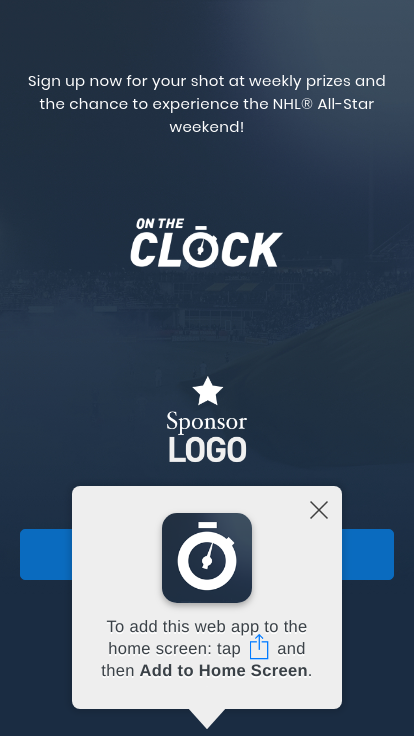 Sign up now for your shot at weekly prizes and
the chance to experience the NHL® All-Star
weekend!
ON THE
CLOCK
Sponsor
LOGO
To add this web app to the
home screen: tap and
then Add to Home Screen.